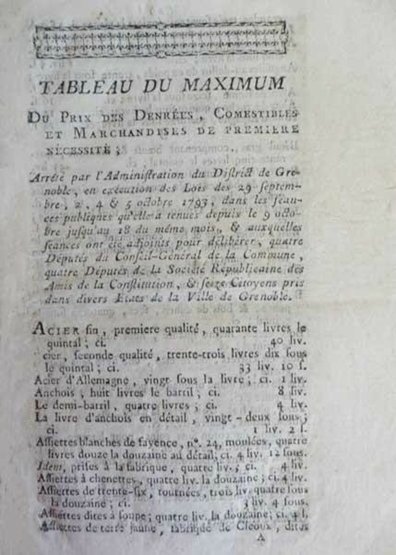 TABLEAU DU MAXIMUM
DU PRIX DES DENRÉES, COMESTIBLES
ET MARCHANDISES DE PREMIERE
NÉCESSITÉ;
Arrêté par l'Administration du District de Gre-
noble, en exécution des Lois des 29 septem-
bre, 2, 4 & 5 octobre 1793, dans les séan-
ces publiques qu'elle a tenues depuis le 9 octo-
bre jusqu'au 18 du même mois, & auxquelles
séances ont été adjoints pour délibérer, quatre
Députés du Conseil-Général de la Commune,
quatre Députés de la Société Républicaine des
Amis de la Constitution, & seize Citoyens pris
dans divers Etats de la Ville de Grenoble.
ACIER fin, premiere qualité, quarante livres le
quintal; ci. 40 liv.
cier, seconde qualité, trente-trois livres dix sous
le quintal; ci. 33 liv. 10 s.
Acier d'Allemagne, vingt sous la livre; ci. 1 liv.
Anchois, huit livres le barril; ci. 8 liv.
Le demi-barril, quatre livres; ci. 4 liv.
La livre d'anchois en détail, vingt-deux sous;
ci. 1 liv. 2 s.
Assiettes blanches de fayence, n°. 24, moulées, quatre
livres douze la douzaine au détail; ci. 4 liv. 12 sous.
Idem, prises à la fabrique, quatre liv.; ci. 4 liv.
Assiettes à chenettes, quatre liv. la douzaine; ci. 4 liv.
Assiettes de trente-six, tournées, trois liv. quatre sous
la douzaine; ci. 3 liv. 4 sous.
Assiettes dites à soupe; quatre liv. la douzaine; ci. 4 l.
Assiettes de terre jaune, fabrique de Cleoux, dites
A